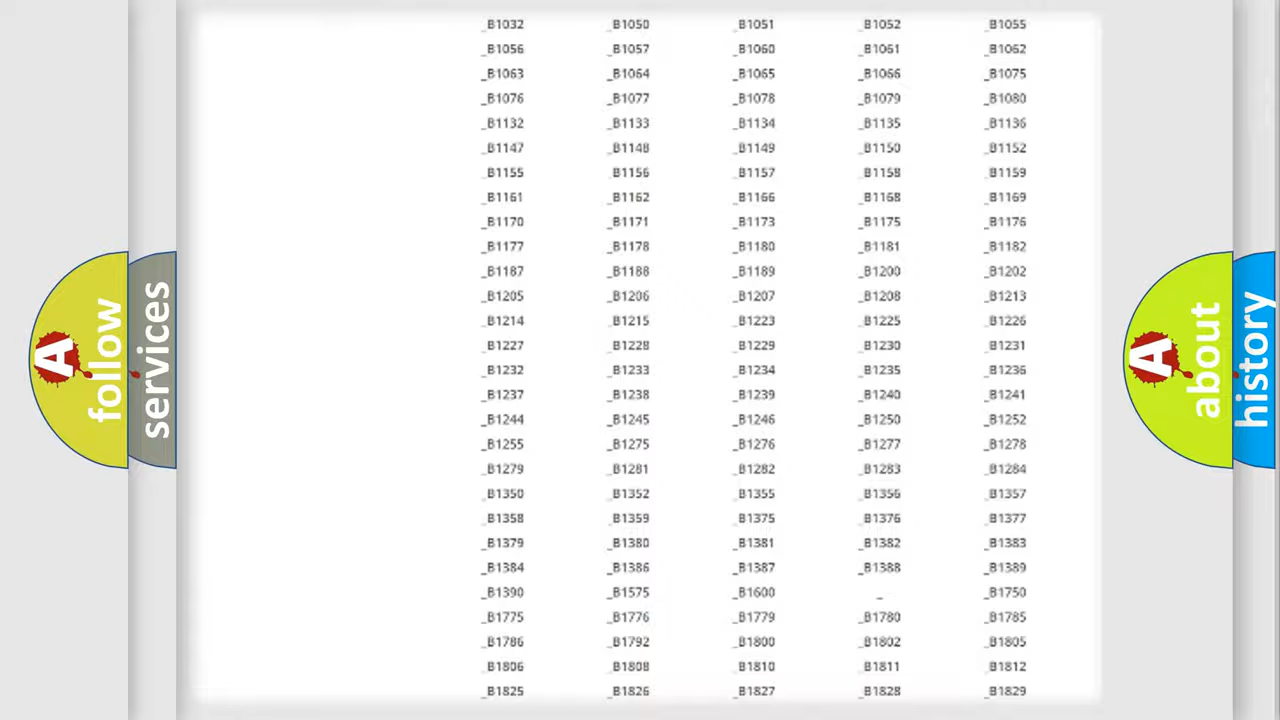 _B1032 _B1050 _B1051 _B1052 _B1055
_B1056 _B1057 _B1060 _B1061 _B1062
_B1063 _B1064 _B1065 _B1066 _B1075
_B1076 _B1077 _B1078 _B1079 _B1080
_B1132 _B1133 _B1134 _B1135 _B1136
_B1147 _B1148 _B1149 _B1150 _B1152
_B1155 _B1156 _B1157 _B1158 _B1159
_B1161 _B1162 _B1166 _B1168 _B1169
_B1170 _B1171 _B1173 _B1175 _B1176
_B1177 _B1178 _B1180 _B1181 _B1182
_B1187 _B1188 _B1189 _B1200 _B1202
_B1205 _B1206 _B1207 _B1208 _B1213
_B1214 _B1215 _B1223 _B1225 _B1226
_B1227 _B1228 _B1229 _B1230 _B1231
_B1232 _B1233 _B1234 _B1235 _B1236
_B1237 _B1238 _B1239 _B1240 _B1241
_B1244 _B1245 _B1246 _B1250 _B1252
_B1255 _B1275 _B1276 _B1277 _B1278
_B1279 _B1281 _B1282 _B1283 _B1284
_B1350 _B1352 _B1355 _B1356 _B1357
_B1358 _B1359 _B1375 _B1376 _B1377
_B1379 _B1380 _B1381 _B1382 _B1383
_B1384 _B1386 _B1387 _B1388 _B1389
_B1390 _B1575 _B1600 _ _B1750
_B1775 _B1776 _B1779 _B1780 _B1785
_B1786 _B1792 _B1800 _B1802 _B1805
_B1806 _B1808 _B1810 _B1811 _B1812
_B1825 _B1826 _B1827 _B1828 _B1829
A follow
services
A about
history